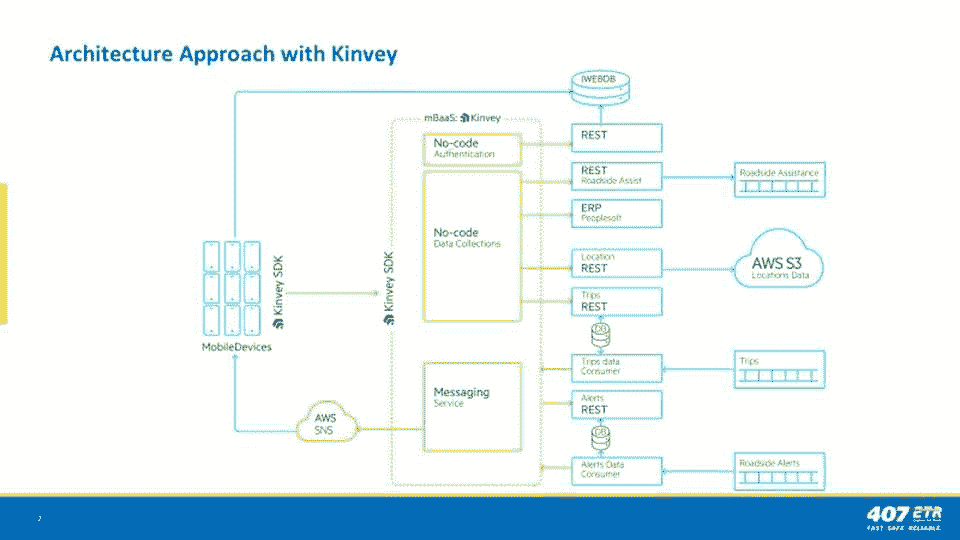 Architecture Approach with Kinvey
IWEBDB
mBaaS: Kinvey
No-code
Authentication
REST
REST
Roadside Assist
Roadside Assistance
ERP
Peoplesoft
No-code
Data Collections
Location
REST
AWS S3
Locations Data
Kinvey SDK
Kinvey SDK
Trips
REST
DB
MobileDevices
Trips data
Consumer
Trips
Messaging
Service
Alerts
REST
AWS
SNS
DB
Alerts Data
Consumer
Roadside Alerts
2
407 ETR
FAST SAFE RELIABLE